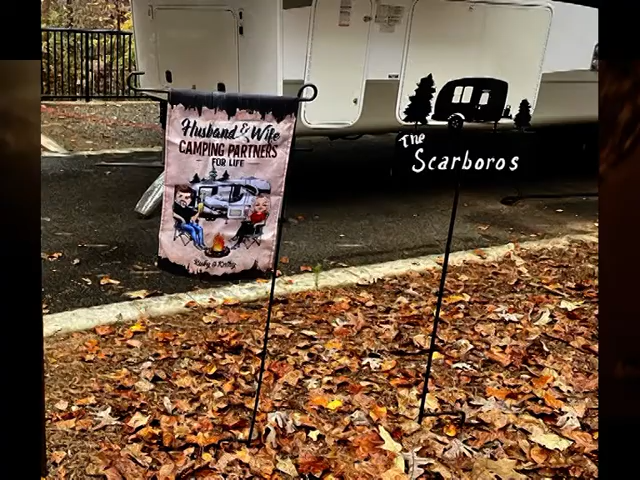 Husband & Wife
CAMPING PARTNERS
FOR LIFE
The
Scarboros